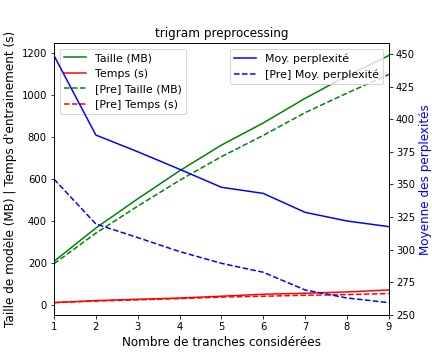 trigram preprocessing
Taille de modèle (MB) | Temps d'entrainement (s)
1200
1000
800
600
400
200
0
Taille (MB)
Temps (s)
[Pre] Taille (MB)
[Pre] Temps (s)
Moy. perplexité
[Pre] Moy. perplexité
450
425
400
375
350
325
300
275
250
Moyenne des perplexités
1 2 3 4 5 6 7 8 9
Nombre de tranches considérées